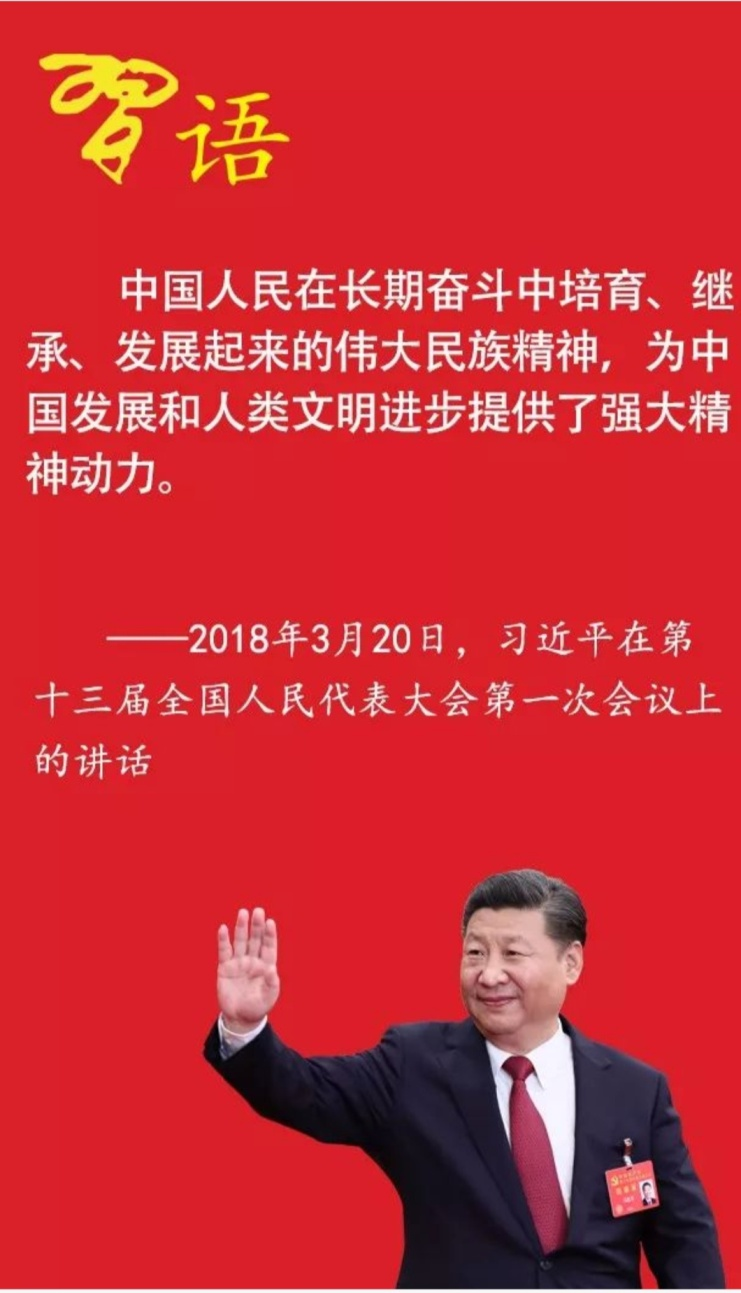 習语
中国人民在长期奋斗中培育、继
承、发展起来的伟大民族精神，为中
国发展和人类文明进步提供了强大精
神动力。
——2018年3月20日，习近平在第
十三届全国人民代表大会第一次会议上
的讲话